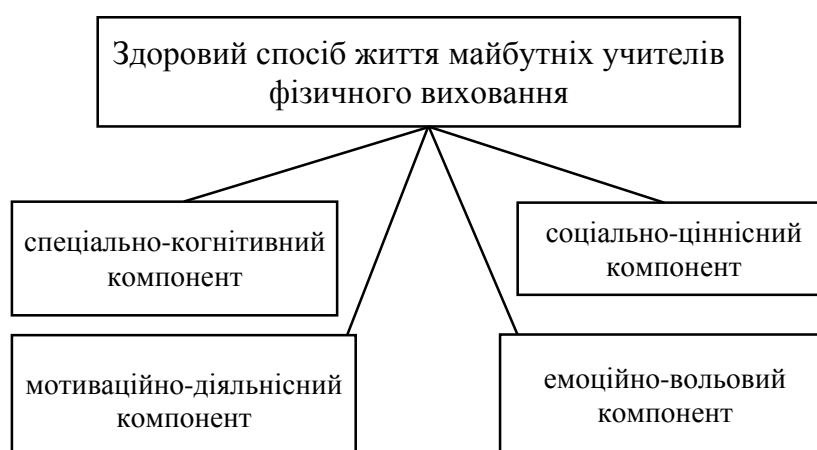 Здоровий спосіб життя майбутніх учителів
фізичного виховання
спеціально-когнітивний
компонент
соціально-ціннісний
компонент
мотиваційно-діяльнісний
компонент
емоційно-вольовий
компонент